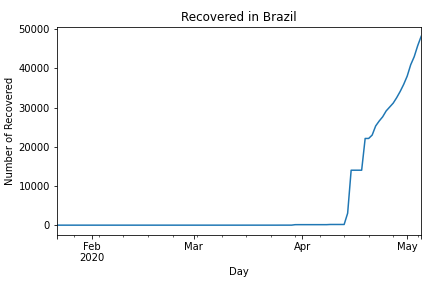 Recovered in Brazil
50000
40000
30000
20000
10000
0
Number of Recovered
Feb
2020
Mar
Apr
May
Day